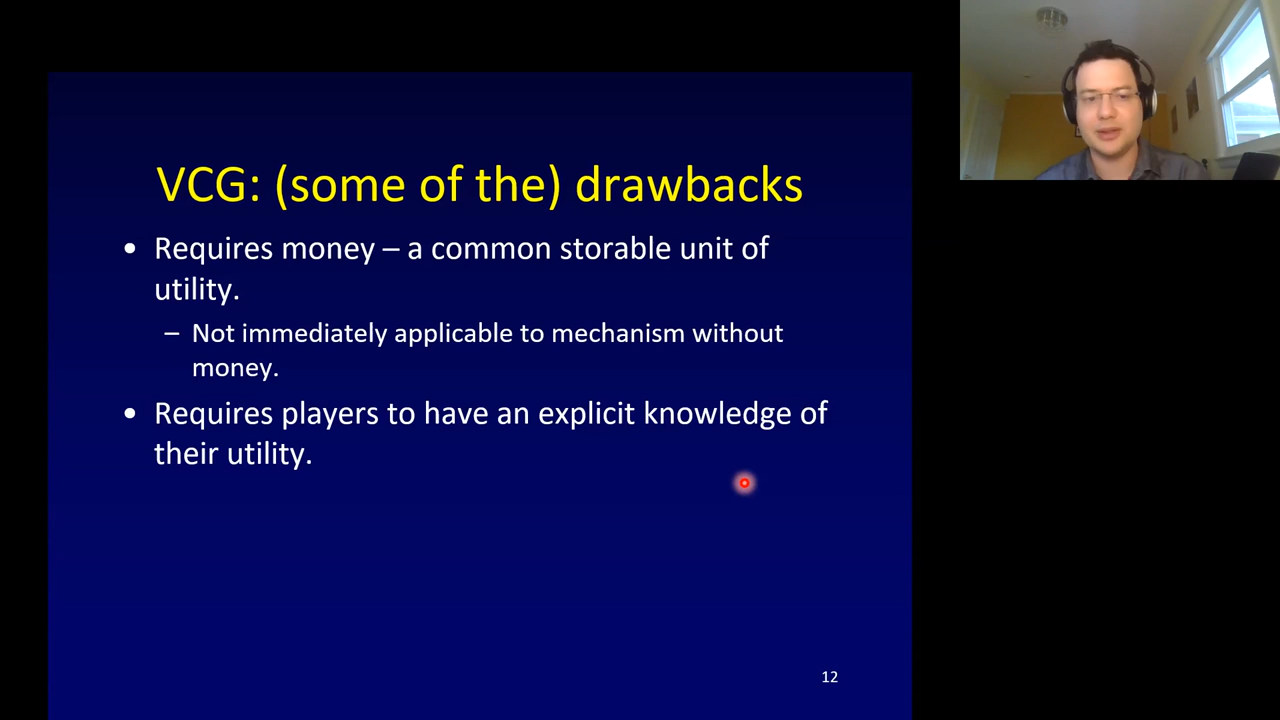 VCG: (some of the) drawbacks
• Requires money – a common storable unit of
utility.
– Not immediately applicable to mechanism without
money.
• Requires players to have an explicit knowledge of
their utility.
12